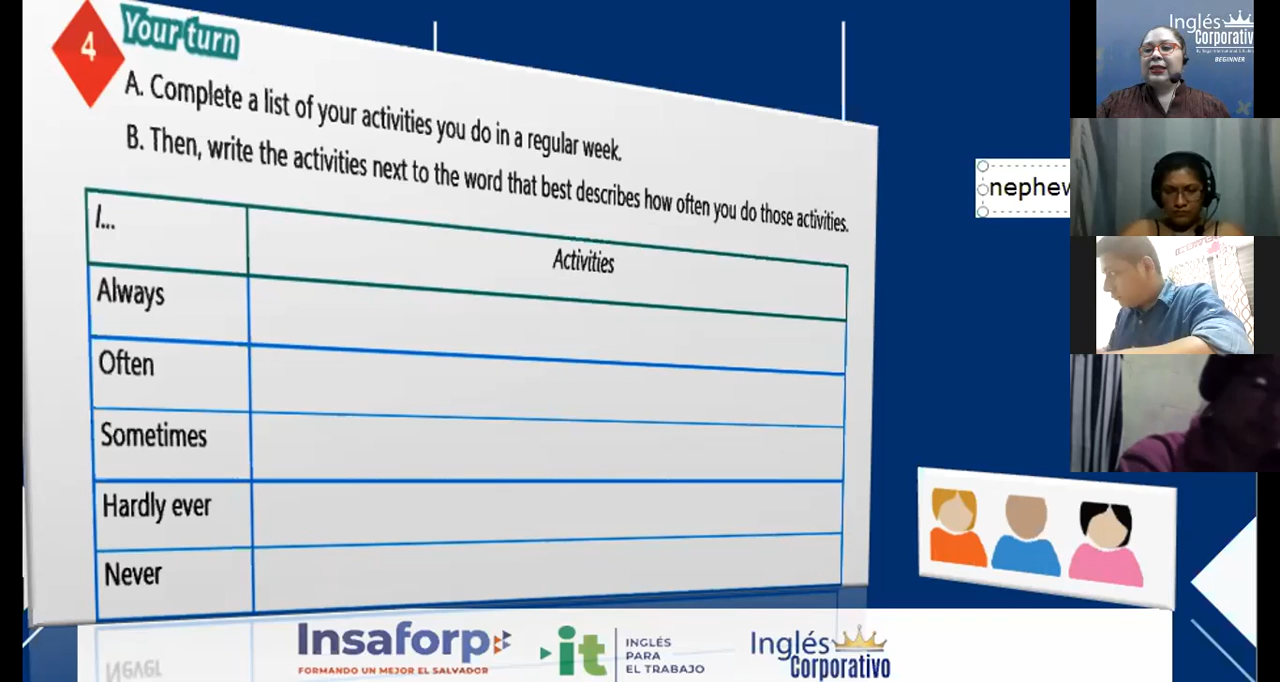 4
Your turn
A. Complete a list of your activities you do in a regular week.
B. Then, write the activities next to the word that best describes how often you do those activities.
I...
Activities
Always
Often
Sometimes
Hardly ever
Never
Insaforp
FORMANDO UN MEJOR EL SALVADOR
it
INGLÉS
PARA
EL TRABAJO
Inglés
Corporativo
nephew
Inglés
Corporativ
BEGINNER